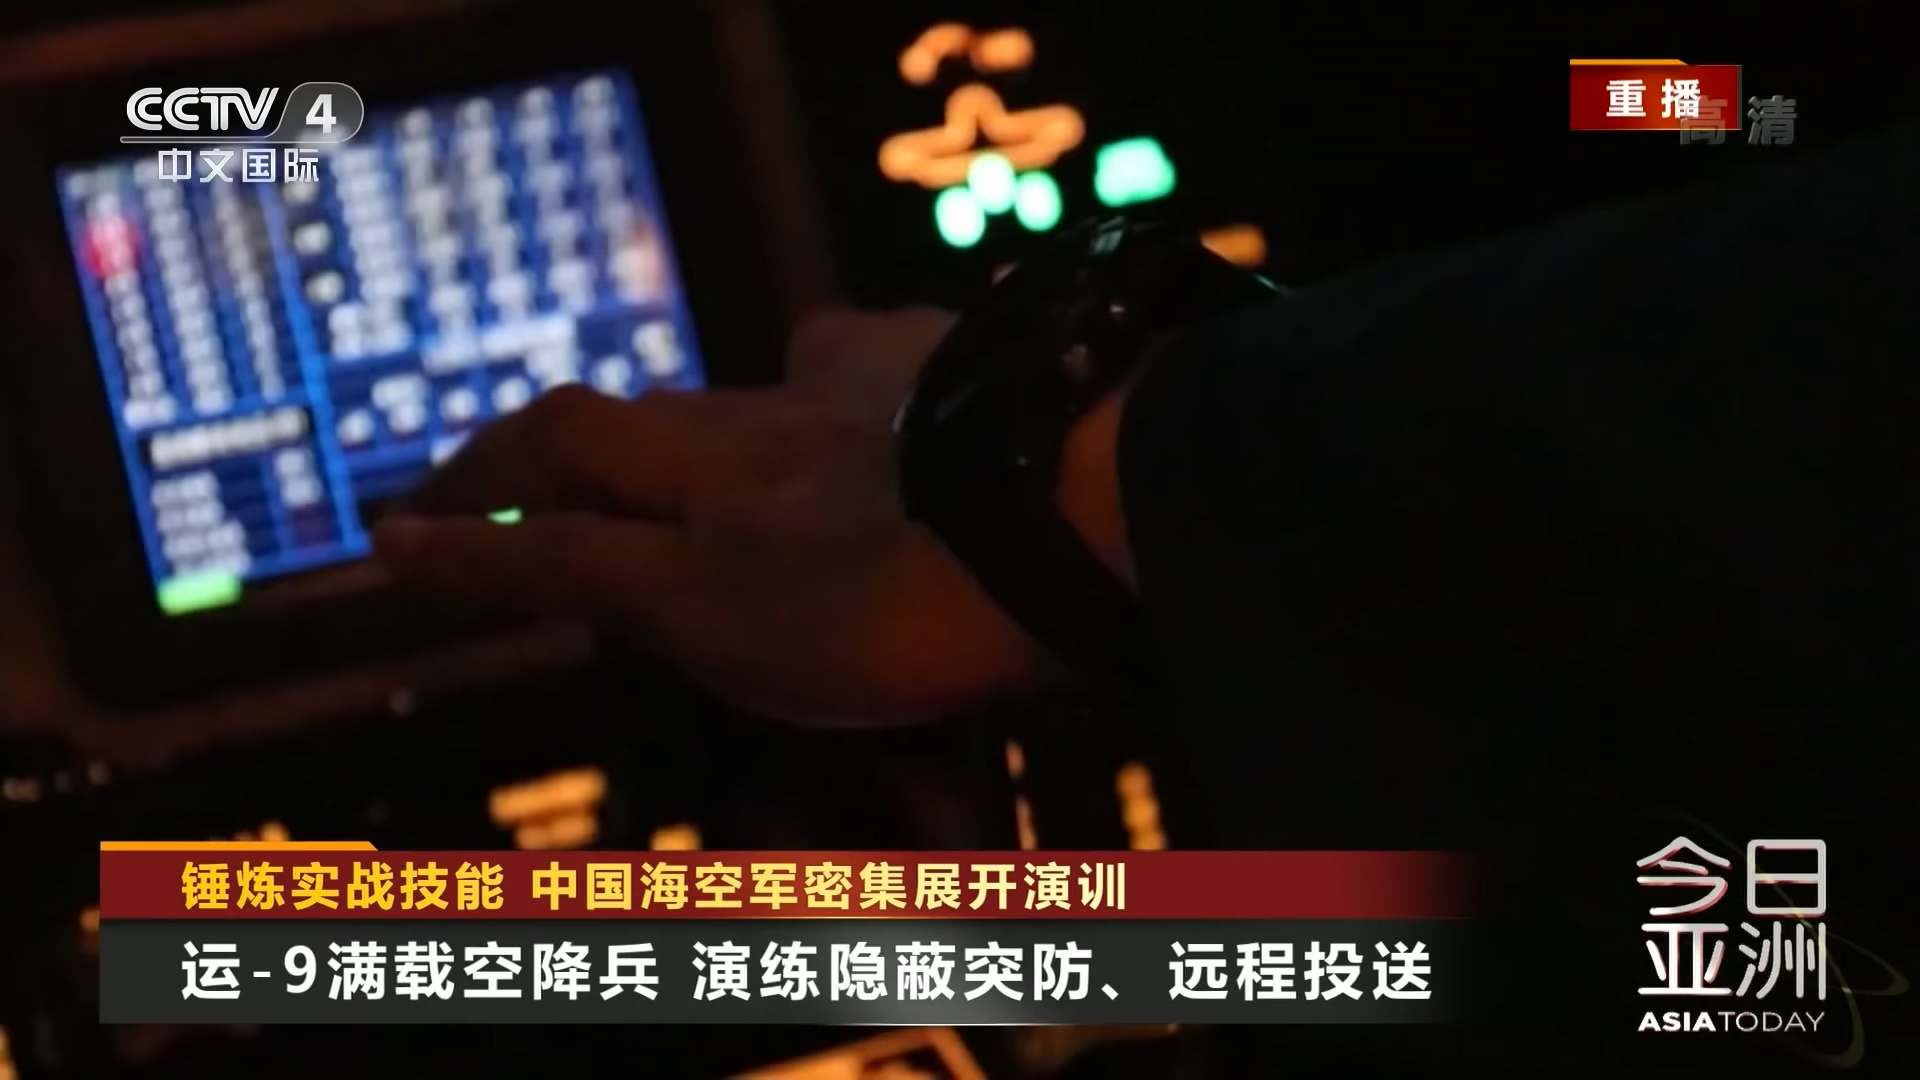 CCTV 4
中文国际
重播
高清
锤炼实战技能 中国海空军密集展开演训
运-9满载空降兵 演练隐蔽突防、远程投送
今日
亚洲
ASIA TODAY